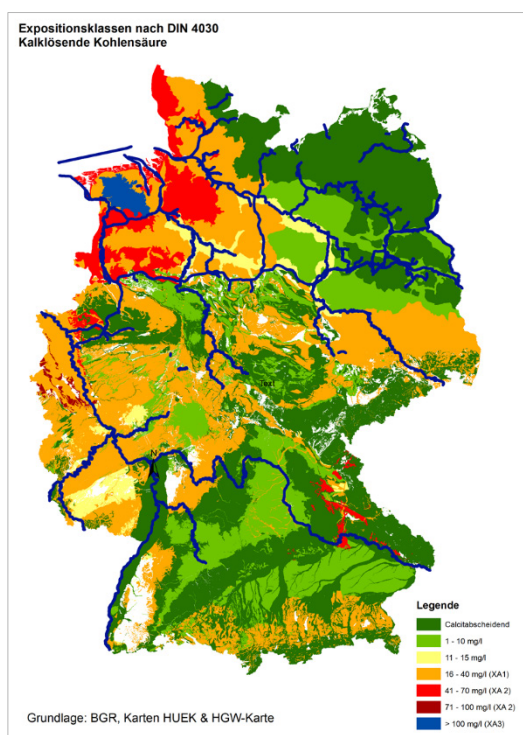 Expositionsklassen nach DIN 4030
Kalklösende Kohlensäure
Text
N
Legende
Calcitabscheidend
1 - 10 mg/l
11 - 15 mg/l
16 - 40 mg/l (XA1)
41 - 70 mg/l (XA 2)
71 - 100 mg/l (XA 2)
> 100 mg/l (XA3)
Grundlage: BGR, Karten HUEK & HGW-Karte